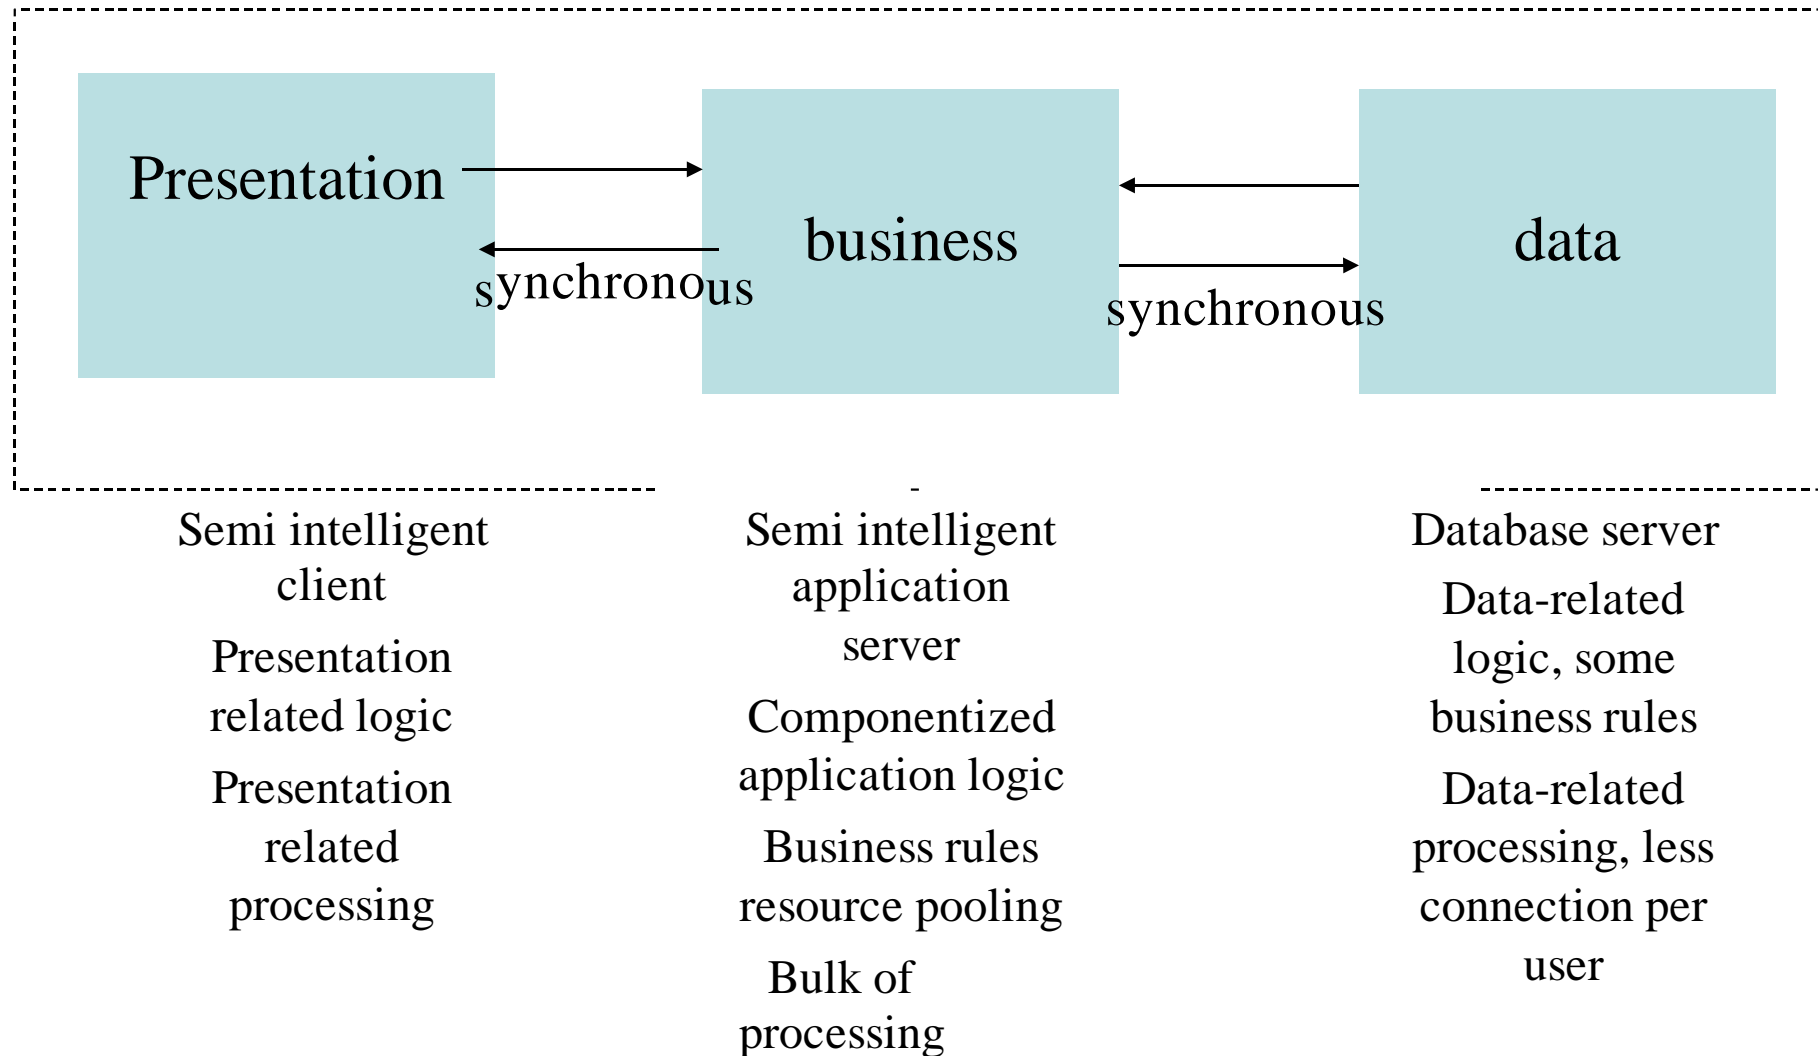 Presentation
synchronous
business
synchronous
data
Semi intelligent
client
Presentation
related logic
Presentation
related
processing
Semi intelligent
application
server
Componentized
application logic
Business rules
resource pooling
Bulk of
processing
Database server
Data-related
logic, some
business rules
Data-related
processing, less
connection per
user